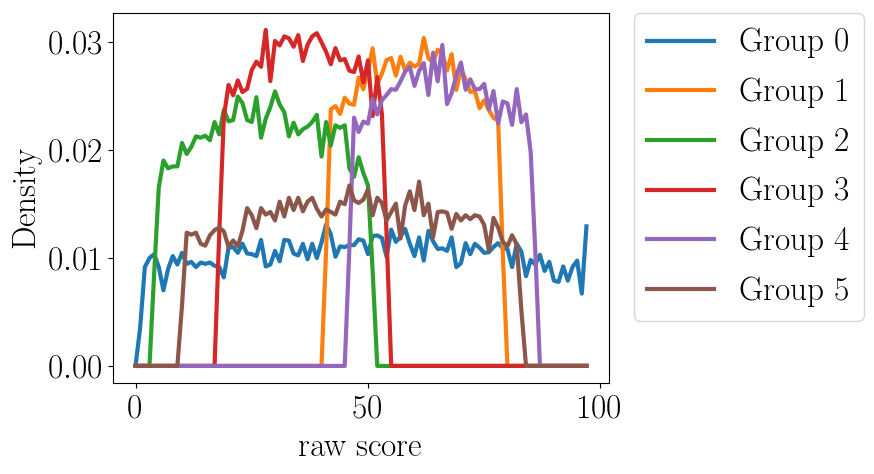 Density
0.03
0.02
0.01
0.00
0
50
100
raw score
Group 0
Group 1
Group 2
Group 3
Group 4
Group 5